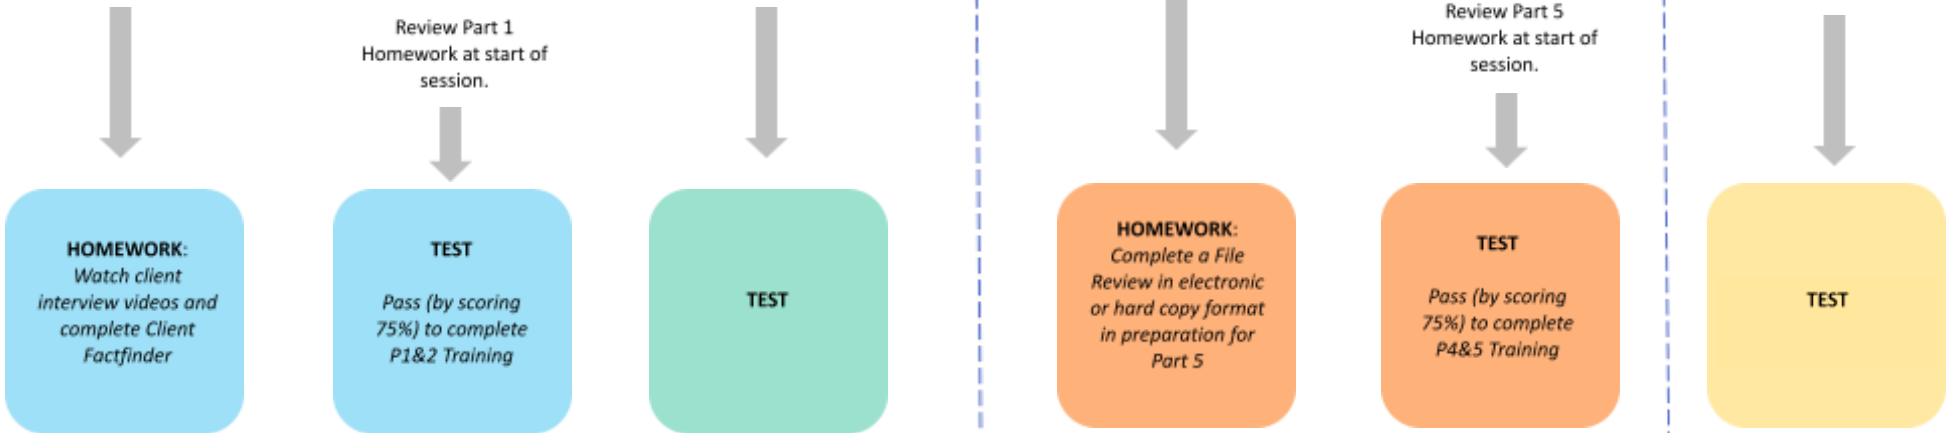 Review Part 1
Homework at start of
session.
Review Part 5
Homework at start of
session.
HOMEWORK:
Watch client
interview videos and
complete Client
Factfinder
TEST
Pass (by scoring
75%) to complete
P1&2 Training
TEST
HOMEWORK:
Complete a File
Review in electronic
or hard copy format
in preparation for
Part 5
TEST
Pass (by scoring
75%) to complete
P4&5 Training
TEST